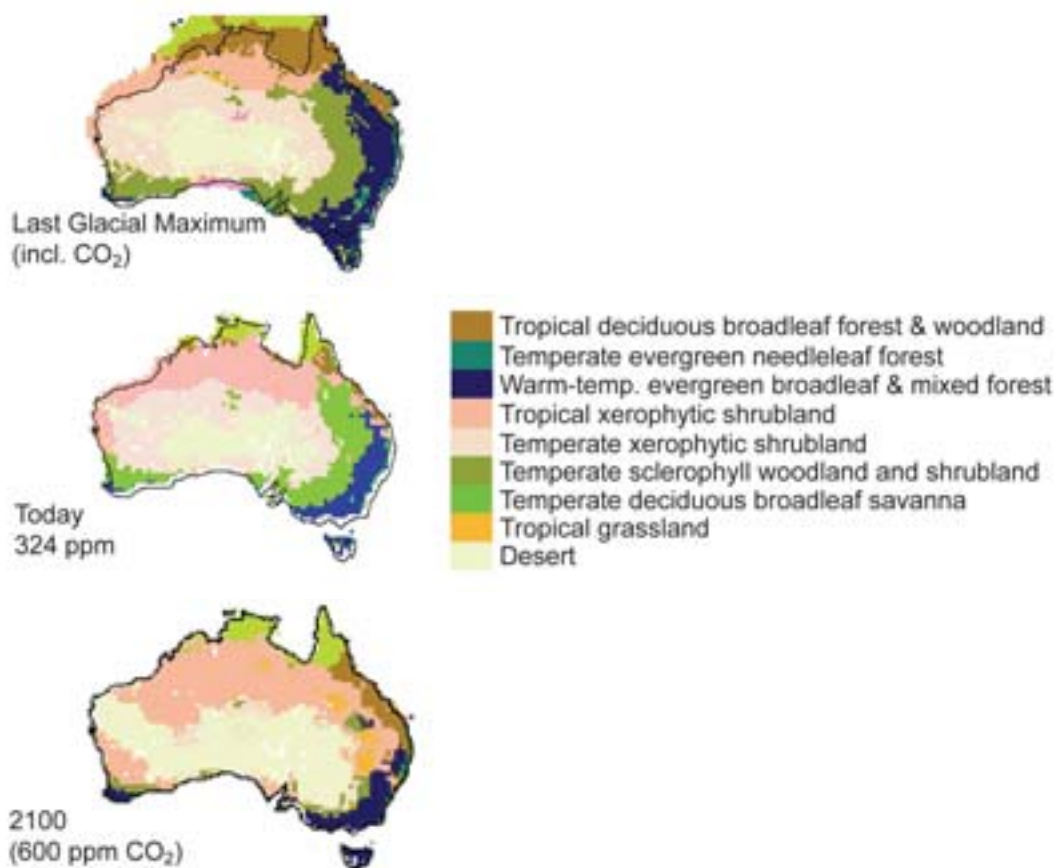 Last Glacial Maximum
(incl. CO₂)
Tropical deciduous broadleaf forest & woodland
Temperate evergreen needleleaf forest
Warm-temp. evergreen broadleaf & mixed forest
Tropical xerophytic shrubland
Temperate xerophytic shrubland
Temperate sclerophyll woodland and shrubland
Temperate deciduous broadleaf savanna
Tropical grassland
Desert
Today
324 ppm
2100
(600 ppm CO₂)